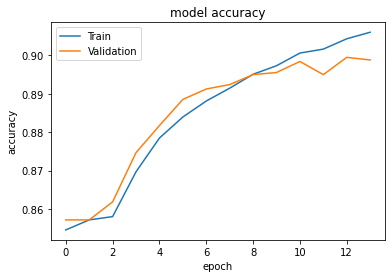 model accuracy
Train
Validation
accuracy
0.90
0.89
0.88
0.87
0.86
0 2 4 6 8 10 12
epoch